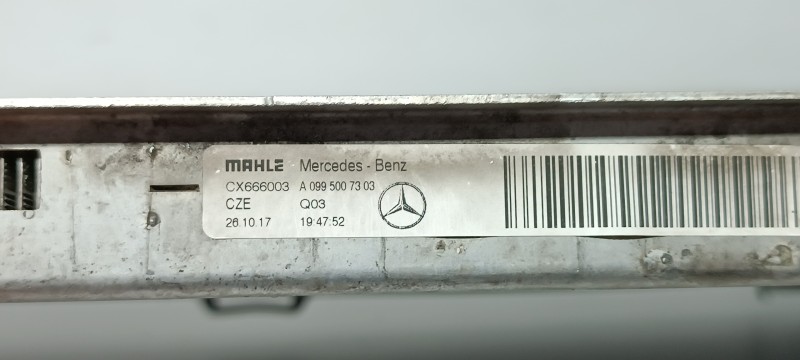 MAHLE Mercedes - Benz
CX666003 A 099 500 73 03
CZE Q03
26.10.17 19 47.52